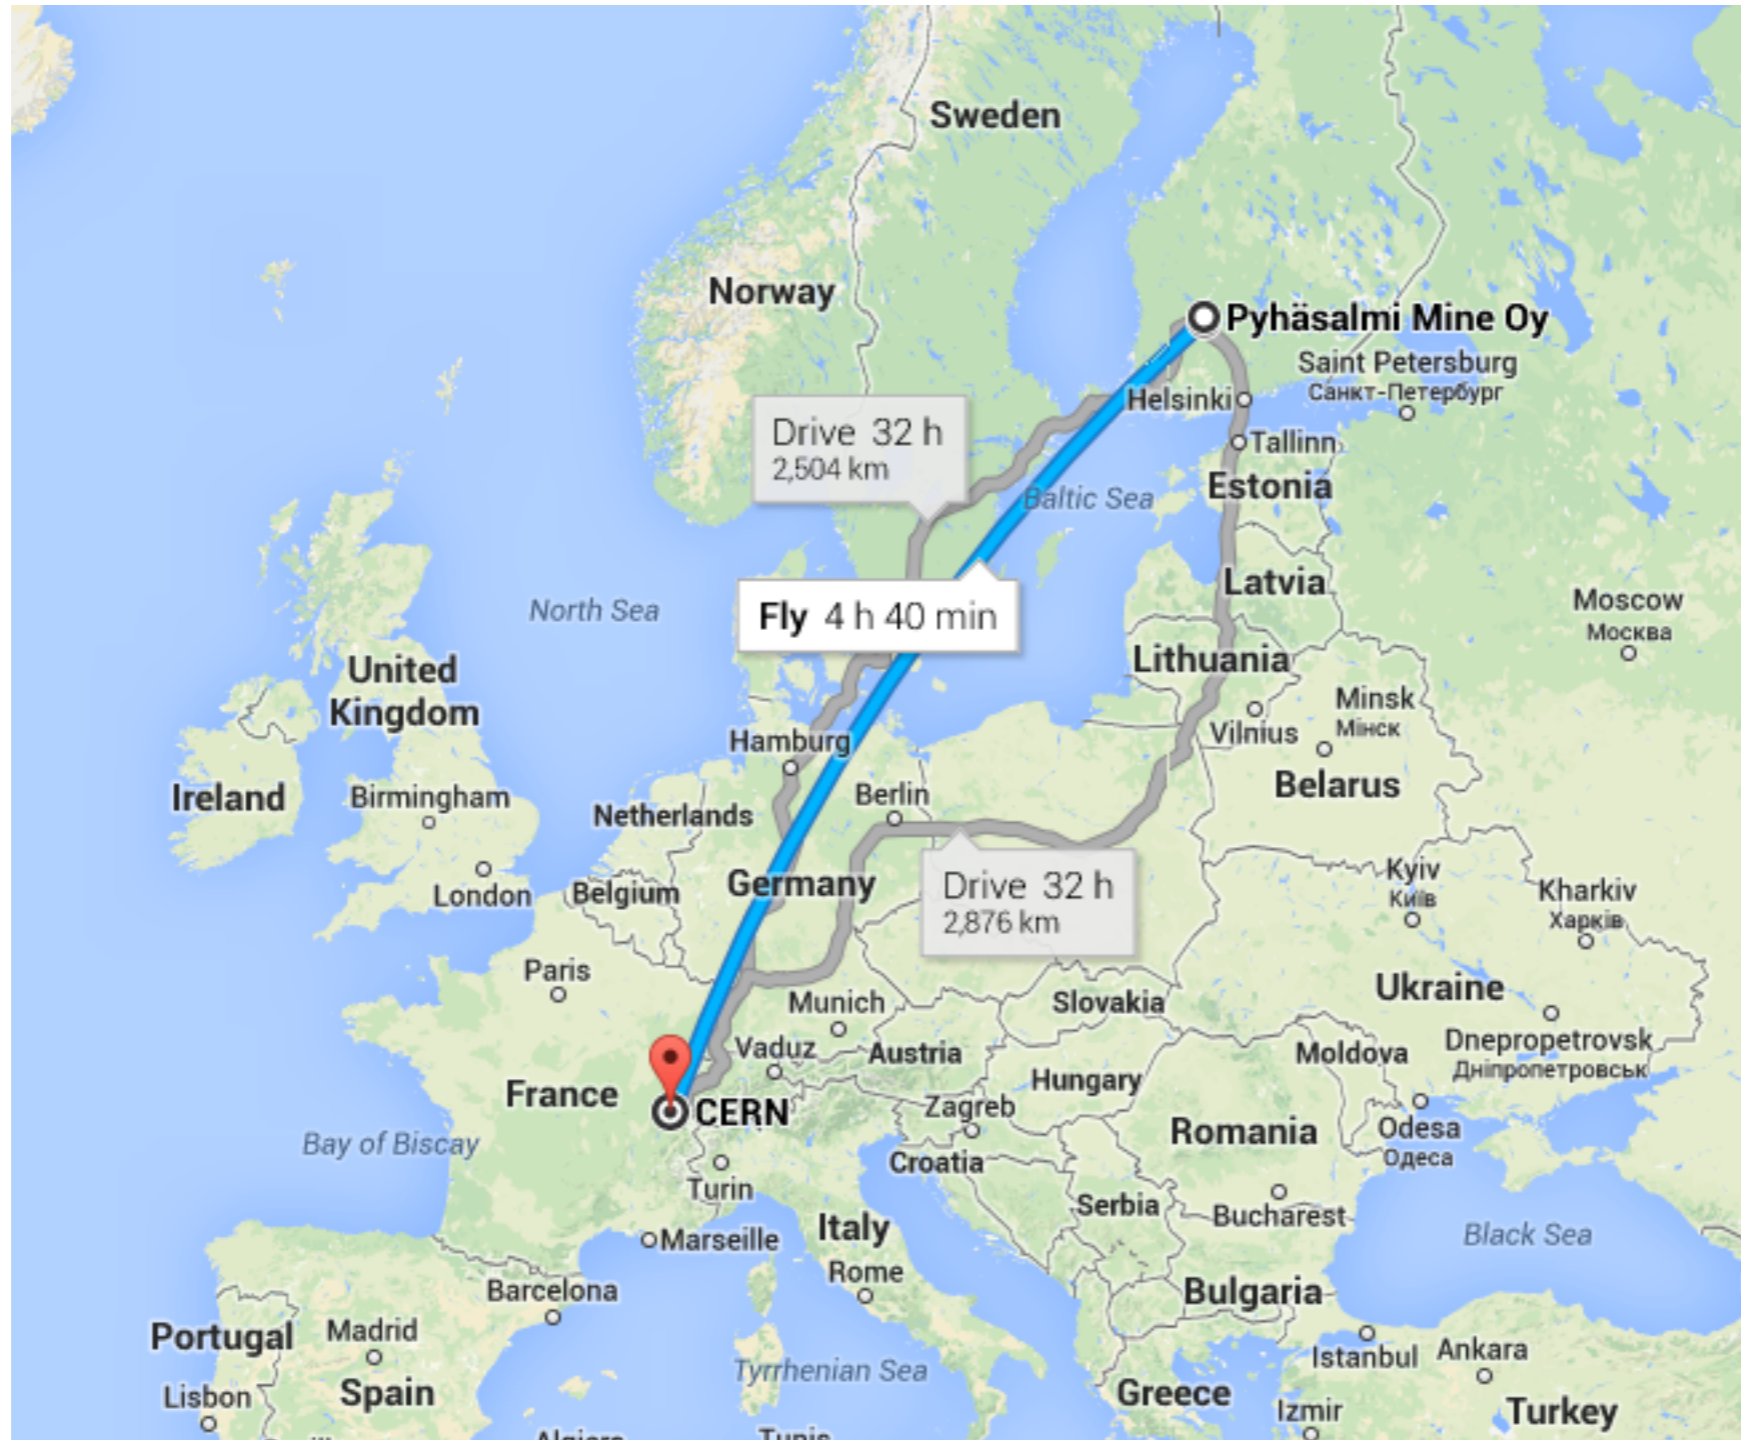 Sweden
Norway
Pyhäsalmi Mine Oy
Saint Petersburg
Санкт-Петербург
Helsinki
Drive 32 h
2,504 km
Tallinn
Estonia
Baltic Sea
Latvia
Fly 4 h 40 min
North Sea
Moscow
Москва
United
Kingdom
Lithuania
Minsk
Мінск
Vilnius
Hamburg
Belarus
Ireland
Birmingham
Netherlands
Berlin
London
Belgium
Germany
Drive 32 h
2,876 km
Kyiv
Київ
Kharkiv
Харків
Paris
Munich
Slovakia
Ukraine
Vaduz
Austria
Moldova
Dnepropetrovsk
Дніпропетровськ
France
CERN
Hungary
Zagreb
Romania
Odesa
Одеса
Bay of Biscay
Croatia
Turin
Serbia
Bucharest
Marseille
Italy
Black Sea
Rome
Barcelona
Bulgaria
Portugal
Madrid
Istanbul
Ankara
Tyrrhenian Sea
Lisbon
Spain
Greece
Izmir
Turkey
Algiers
Tunis